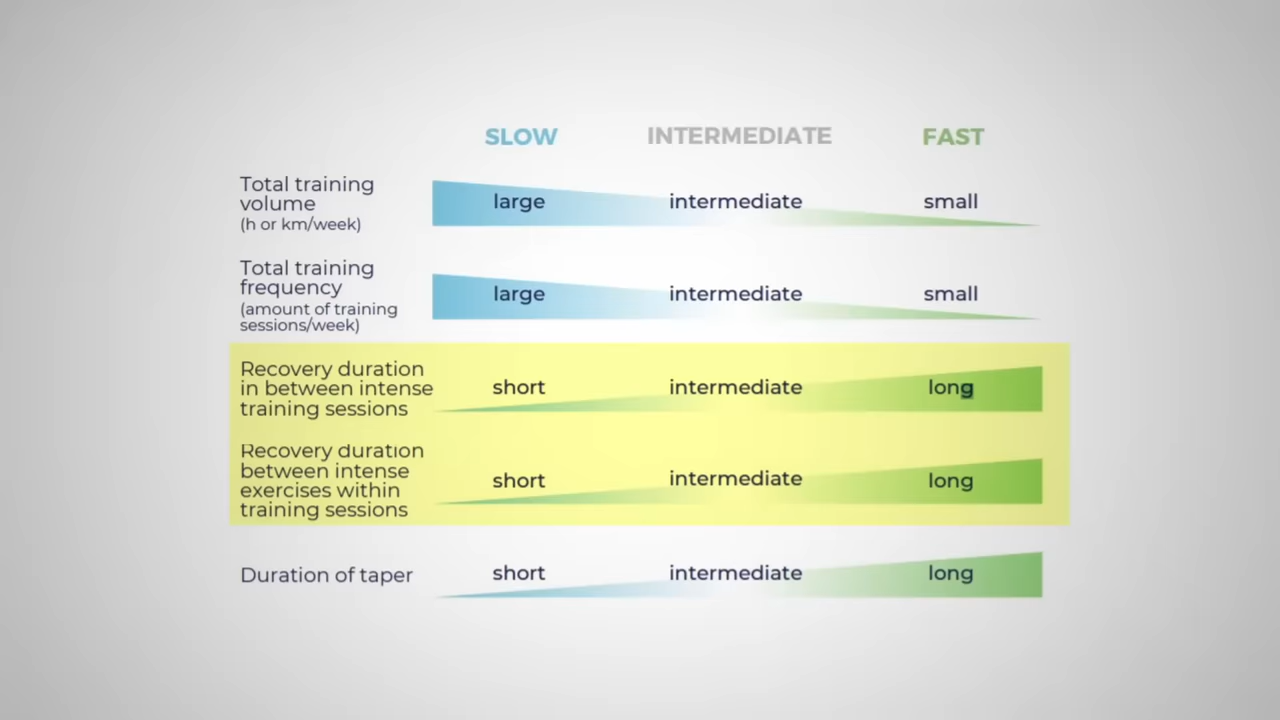 SLOW INTERMEDIATE FAST
Total training
volume
(h or km/week)
large intermediate small
Total training
frequency
(amount of training
sessions/week)
large intermediate small
Recovery duration
in between intense
training sessions
short intermediate long
Recovery duration
between intense
exercises within
training sessions
short intermediate long
Duration of taper
short intermediate long